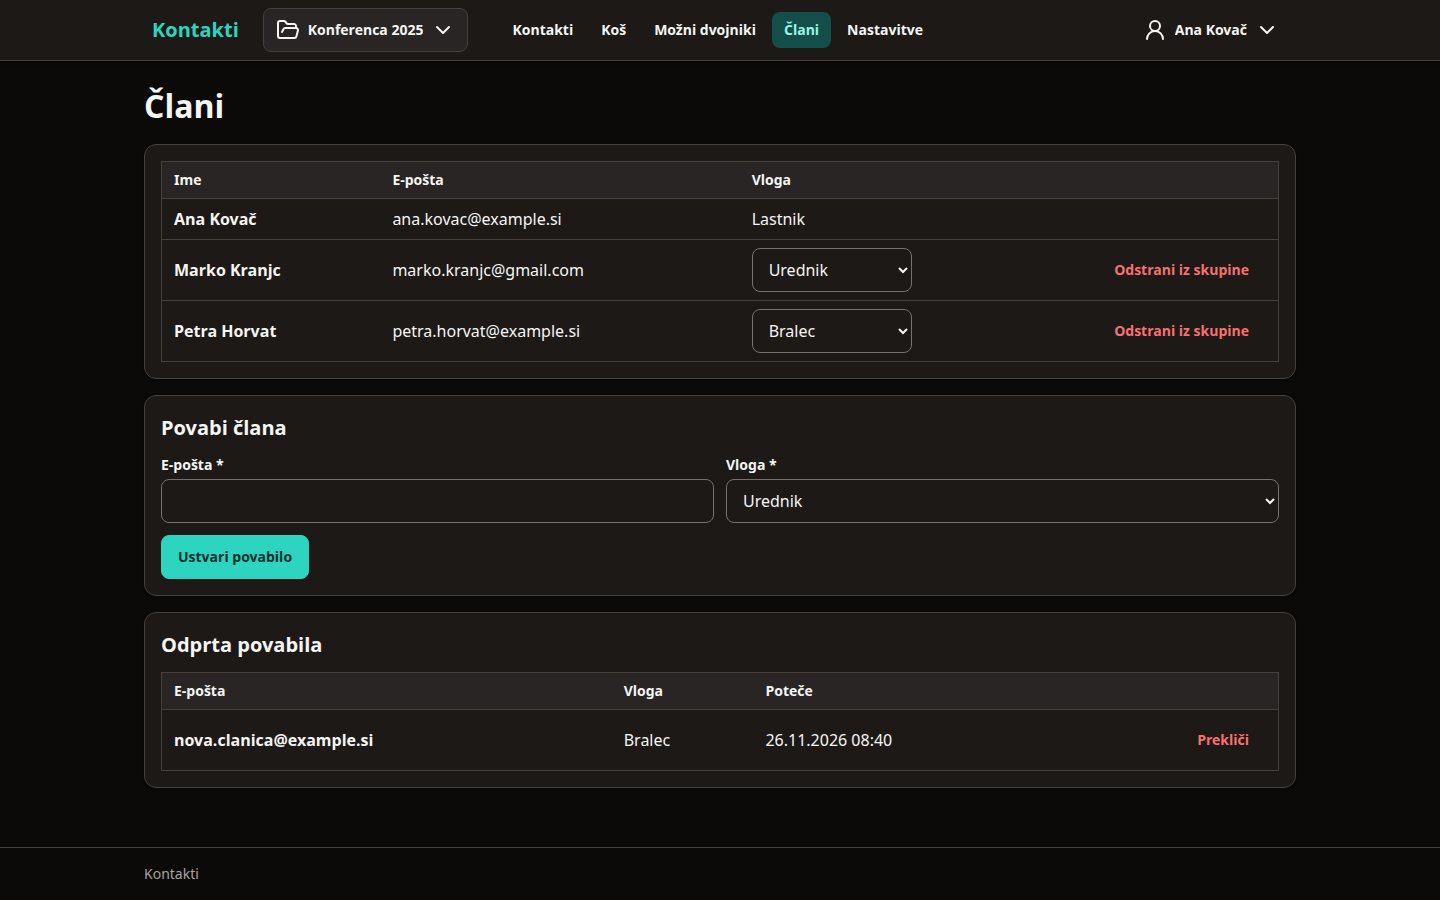 Kontakti
Konferenca 2025
Kontakti
Koš
Možni dvojniki
Člani
Nastavitve
Ana Kovač
Člani
Ime E-pošta Vloga
Ana Kovač ana.kovac@example.si Lastnik
Marko Kranjc marko.kranjc@gmail.com Urednik Odstrani iz skupine
Petra Horvat petra.horvat@example.si Bralec Odstrani iz skupine
Povabi člana
E-pošta * Vloga *
Urednik
Ustvari povabilo
Odprta povabila
E-pošta Vloga Poteče
nova.clanica@example.si Bralec 26.11.2026 08:40 Prekliči
Kontakti